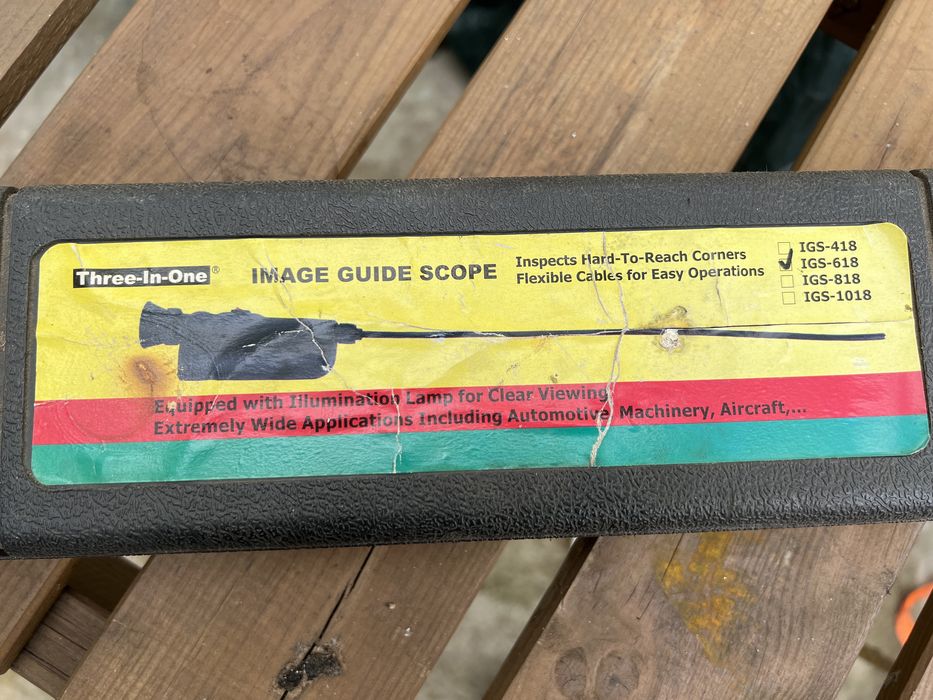 Three-In-One®
IMAGE GUIDE SCOPE
Inspects Hard-To-Reach Corners
Flexible Cables for Easy Operations
IGS-418
IGS-618
IGS-818
IGS-1018
Equipped with Illumination Lamp for Clear Viewing
Extremely Wide Applications Including Automotive, Machinery, Aircraft,...